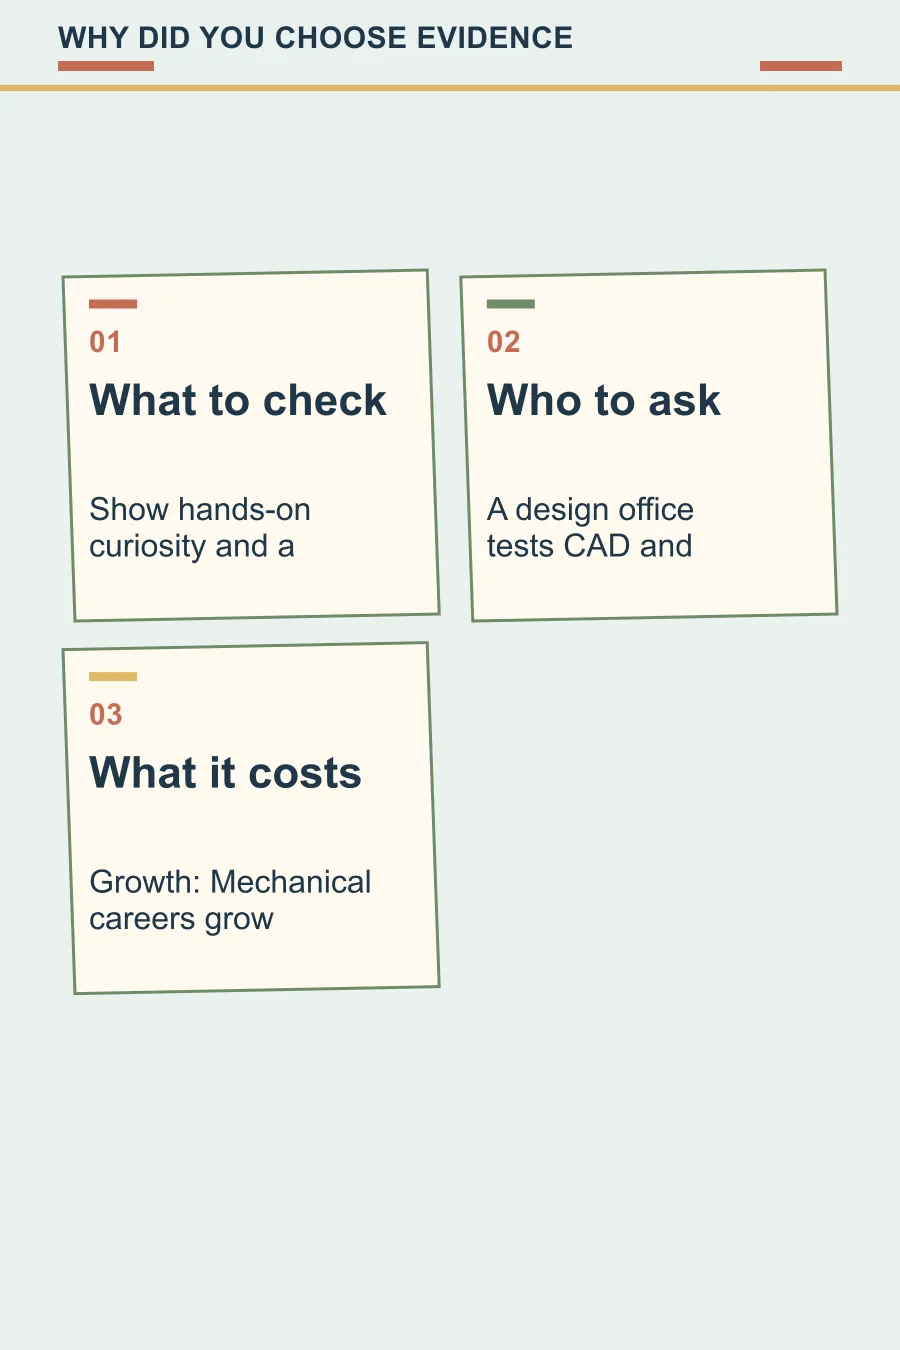 WHY DID YOU CHOOSE EVIDENCE
01
What to check
Show hands-on
curiosity and a
02
Who to ask
A design office
tests CAD and
03
What it costs
Growth: Mechanical
careers grow